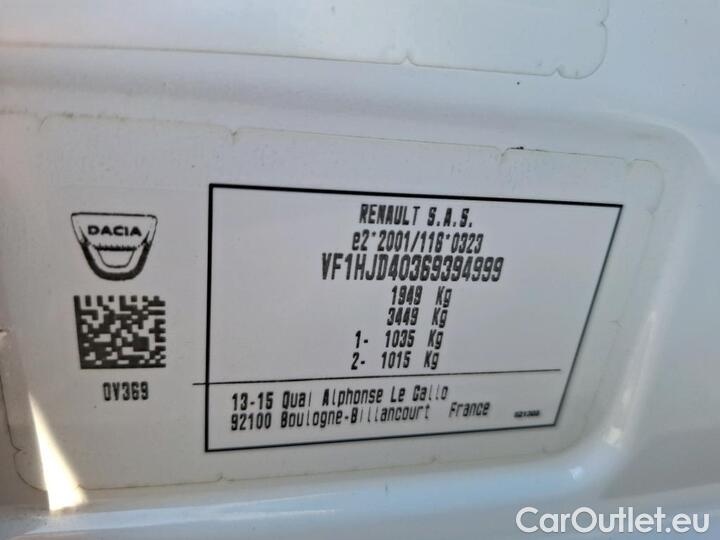 DACIA
0V369
RENAULT S.A.S.
e2*2001/116*0323
VF1HJD40369394999
1949 Kg
3449 Kg
1- 1035 Kg
2- 1015 Kg
13-15 Quai Alphonse Le Gallo
92100 Boulogne-Billancourt France
CarOutlet.eu